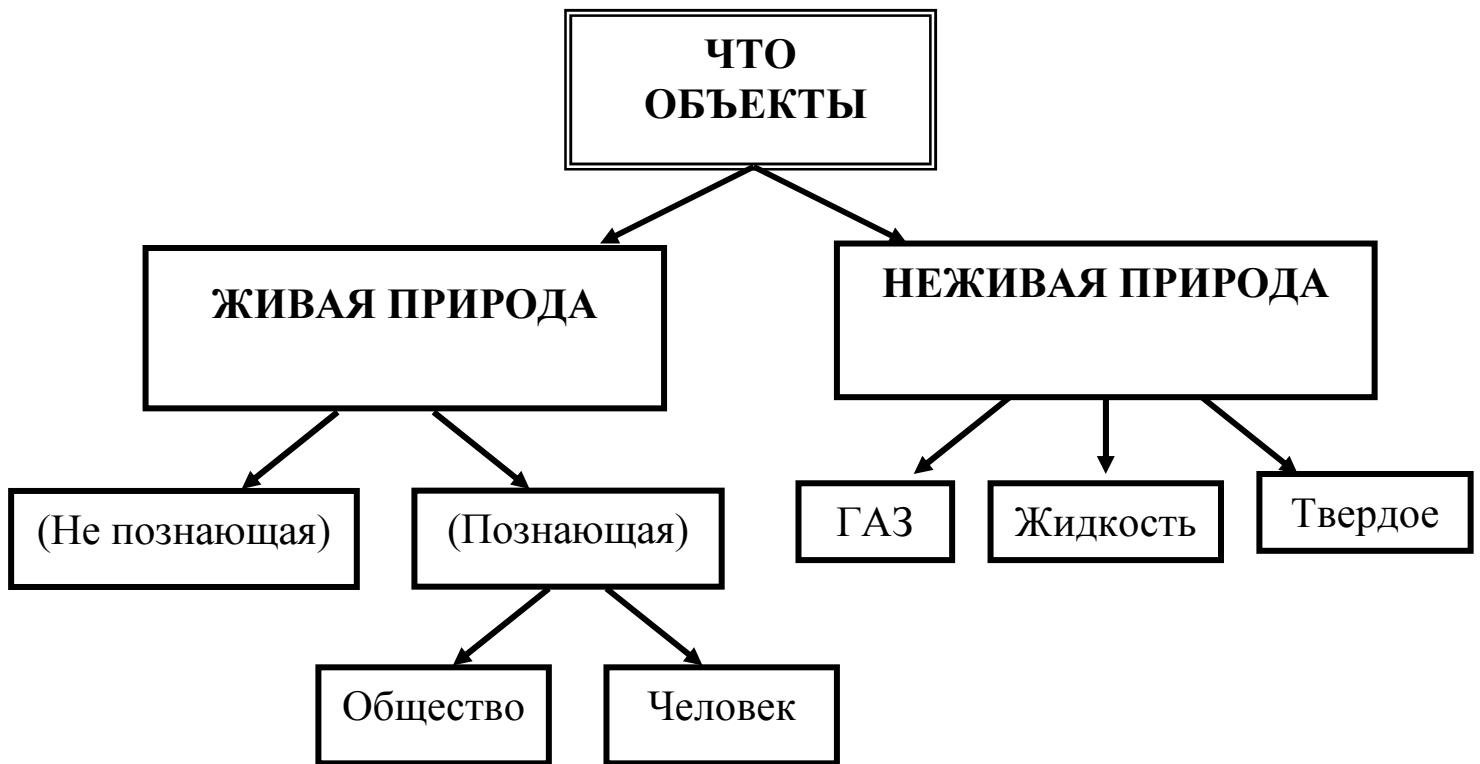 ЧТО
ОБЪЕКТЫ
ЖИВАЯ ПРИРОДА
НЕЖИВАЯ ПРИРОДА
(Не познающая)
(Познающая)
ГАЗ
Жидкость
Твердое
Общество
Человек